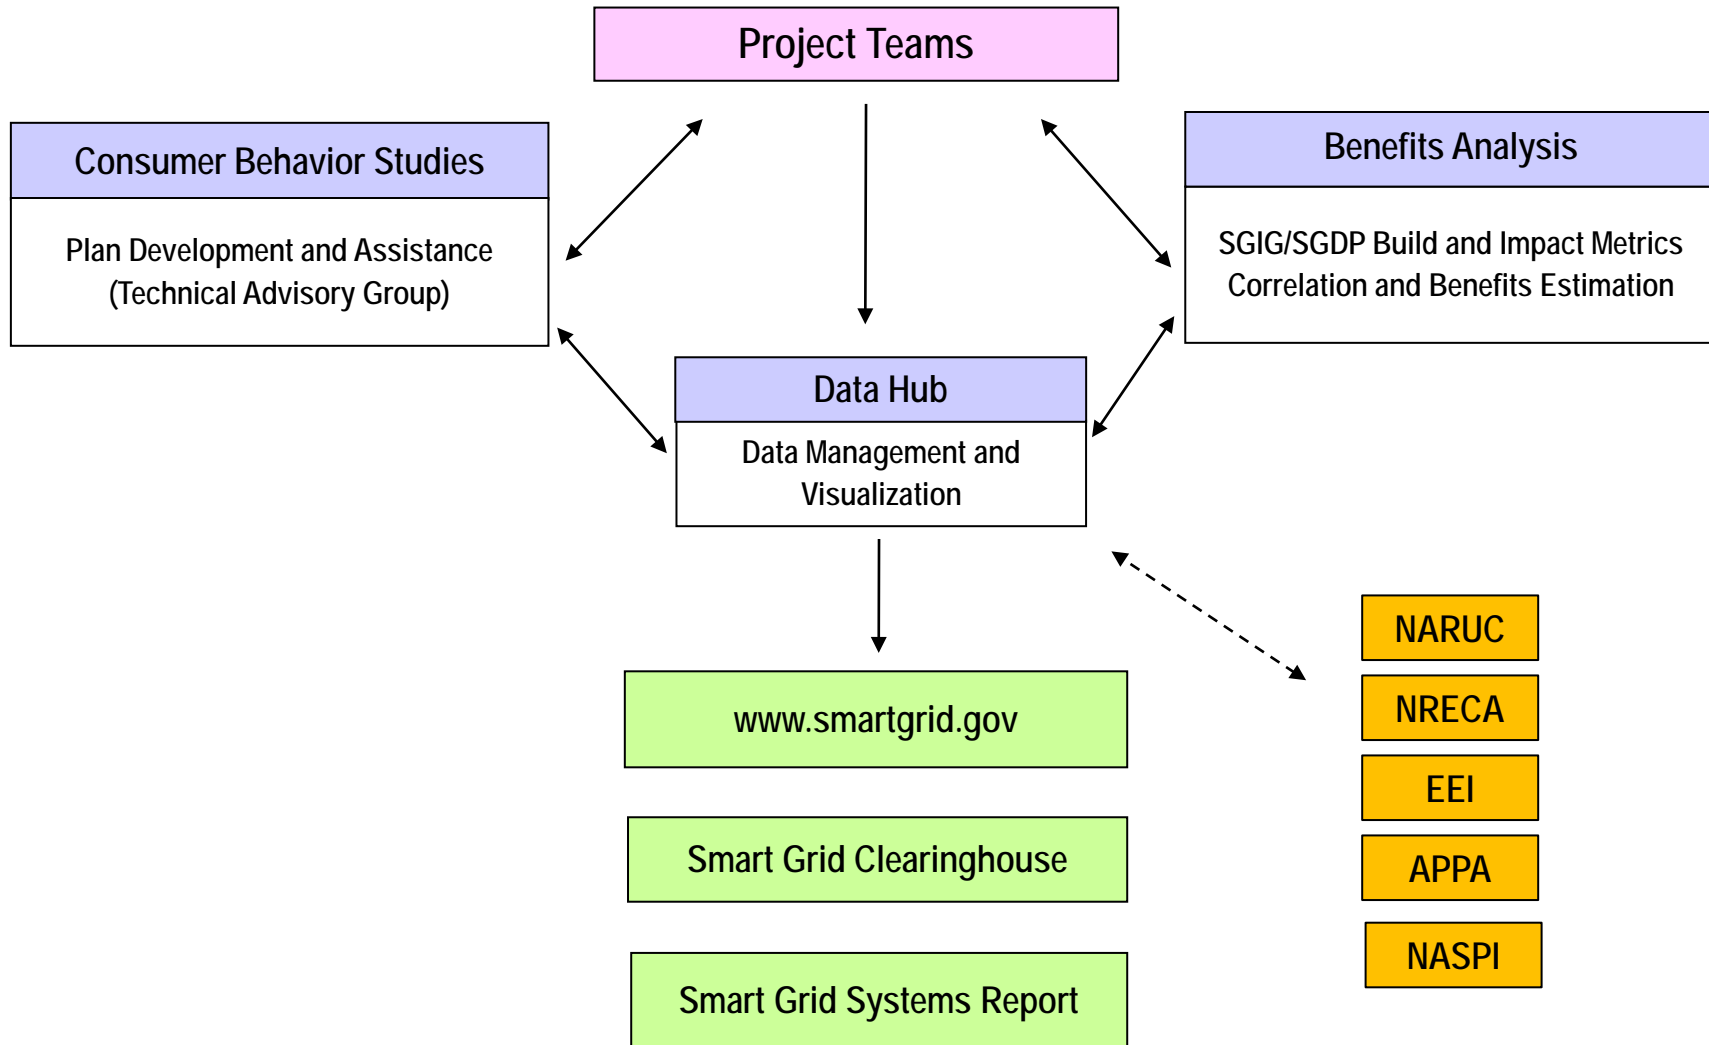 Project Teams
Consumer Behavior Studies
Plan Development and Assistance
(Technical Advisory Group)
Benefits Analysis
SGIG/SGDP Build and Impact Metrics
Correlation and Benefits Estimation
Data Hub
Data Management and
Visualization
www.smartgrid.gov
Smart Grid Clearinghouse
Smart Grid Systems Report
NARUC
NRECA
EEI
APPA
NASPI